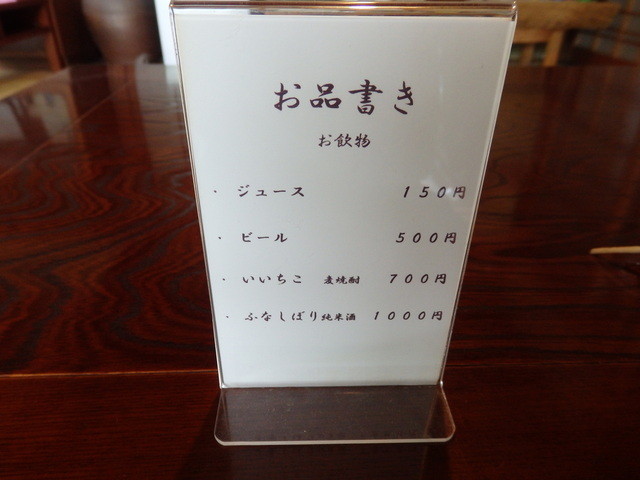 お品書き
お飲物
・ ジュース 150円
・ ビール 500円
・ いいちこ 麦焼酎 700円
・ ふなしぼり純米酒 1000円